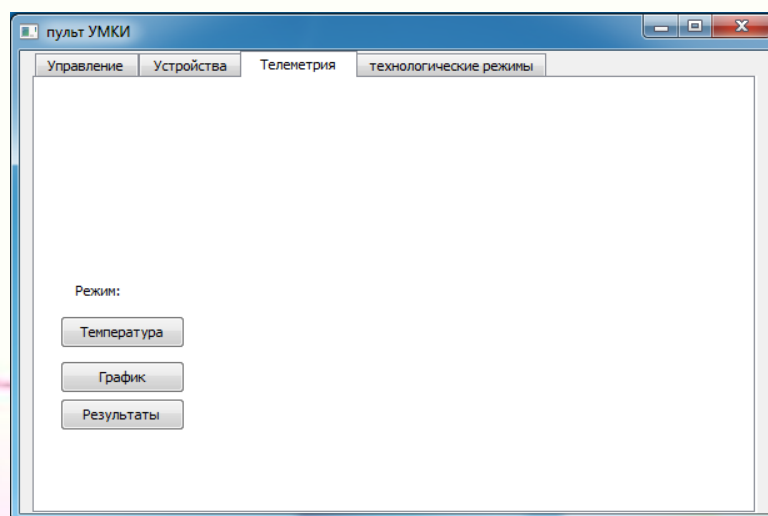 пульт УМКИ
Управление Устройства Телеметрия технологические режимы
Режим:
Температура
График
Результаты